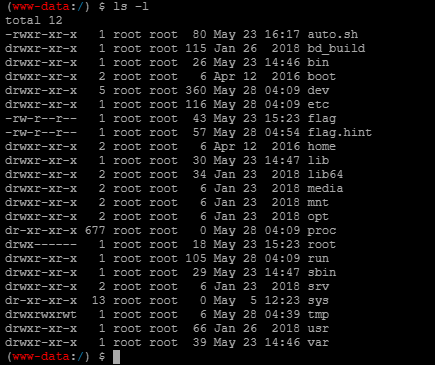 (www-data:/) $ ls -l
total 12
-rwxr-xr-x   1 root root  80 May 23 16:17 auto.sh
drwxr-xr-x   1 root root 115 Jan 26  2018 bd_build
drwxr-xr-x   1 root root  26 May 23 14:46 bin
drwxr-xr-x   2 root root   6 Apr 12  2016 boot
drwxr-xr-x   5 root root 360 May 28 04:09 dev
drwxr-xr-x   1 root root 116 May 28 04:09 etc
-rw-r--r--   1 root root  43 May 23 15:23 flag
-rw-r--r--   1 root root  57 May 28 04:54 flag.hint
drwxr-xr-x   2 root root   6 Apr 12  2016 home
drwxr-xr-x   1 root root  30 May 23 14:47 lib
drwxr-xr-x   2 root root  34 Jan 23  2018 lib64
drwxr-xr-x   2 root root   6 Jan 23  2018 media
drwxr-xr-x   2 root root   6 Jan 23  2018 mnt
drwxr-xr-x   2 root root   6 Jan 23  2018 opt
dr-xr-xr-x 677 root root   0 May 28 04:09 proc
drwx------   1 root root  18 May 23 15:23 root
drwxr-xr-x   1 root root 105 May 28 04:09 run
drwxr-xr-x   1 root root  29 May 23 14:47 sbin
drwxr-xr-x   2 root root   6 Jan 23  2018 srv
dr-xr-xr-x  13 root root   0 May  5 12:23 sys
drwxrwxrwt   1 root root   6 May 28 04:39 tmp
drwxr-xr-x   1 root root  66 Jan 26  2018 usr
drwxr-xr-x   1 root root  39 May 23 14:46 var
(www-data:/) $